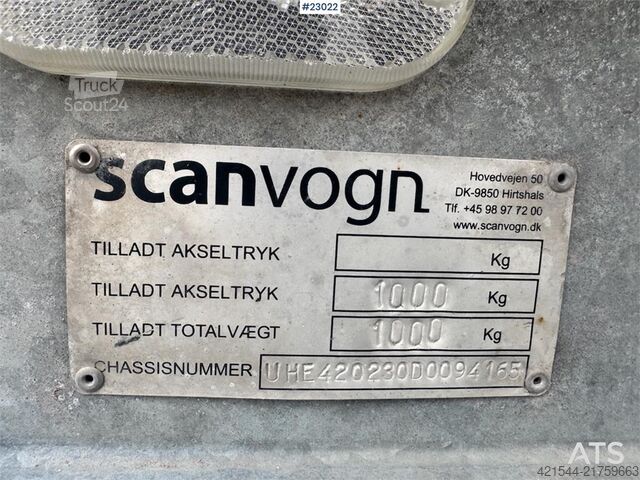 #23022
Truck
Scout24
scanvogn
Hovedvejen 50
DK-9850 Hirtshals
Tlf. +45 98 97 72 00
www.scanvogn.dk
TILLADT AKSELTRYK Kg
TILLADT AKSELTRYK 1000 Kg
TILLADT TOTALVÆGT 1000 Kg
CHASSISNUMMER UHE420230D0094165
ATS
421544-21759663